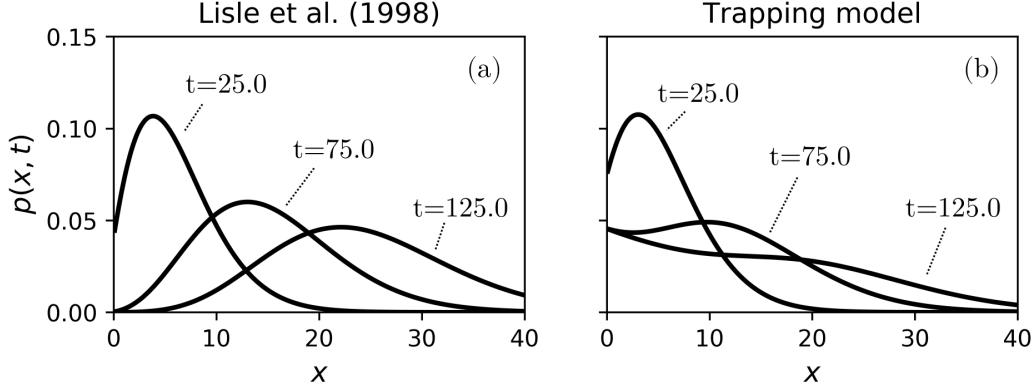 Lisle et al. (1998)
Trapping model
p(x, t)
0.15
0.10
0.05
0.00
(a)
t=25.0
t=75.0
t=125.0
0 10 20 30 40
x
(b)
t=25.0
t=75.0
t=125.0
0 10 20 30 40
x